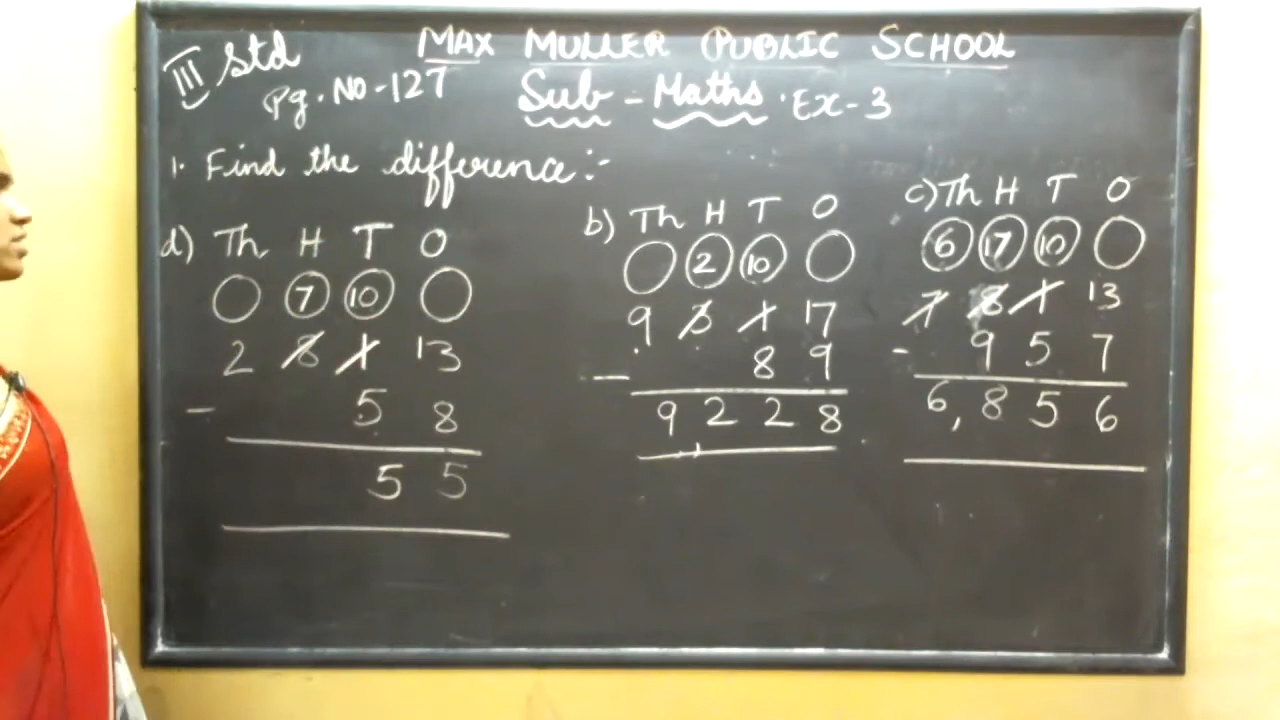 III Std MAX MULLER PUBLIC SCHOOL
Pg. No-127 Sub - Maths. Ex-3
1. Find the difference:-
d) Th H T O
7 10
2 8 1 13
- 5 8
5 5
b) Th H T O
2 10
9 3 1 17
- 8 9
9 2 2 8
c) Th H T O
6 17 10
7 8 1 13
- 9 5 7
6, 8 5 6